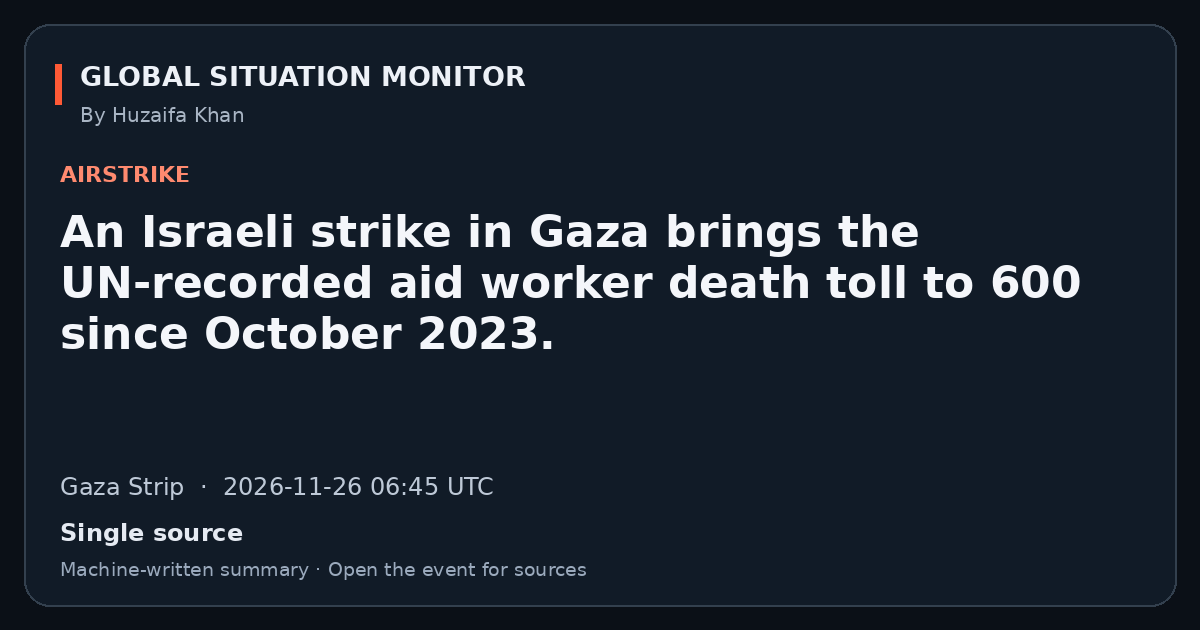 GLOBAL SITUATION MONITOR
By Huzaifa Khan
AIRSTRIKE
An Israeli strike in Gaza brings the
UN-recorded aid worker death toll to 600
since October 2023.
Gaza Strip · 2026-11-26 06:45 UTC
Single source
Machine-written summary · Open the event for sources